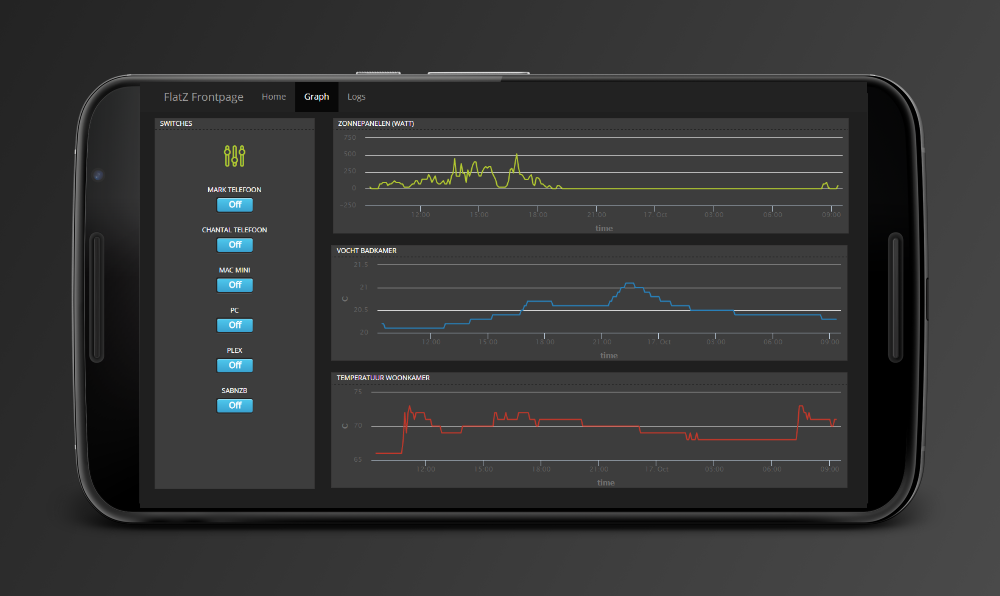 FlatZ Frontpage Home Graph Logs
SWITCHES
MARK TELEFOON
Off
CHANTAL TELEFOON
Off
MAC MINI
Off
PC
Off
PLEX
Off
SABNZB
Off
ZONNEPANELEN (WATT)
750
500
250
0
-250
12:00 15:00 18:00 21:00 17. Oct 03:00 06:00 09:00
time
VOCHT BADKAMER
21.5
21
20.5
20
C
12:00 15:00 18:00 21:00 17. Oct 03:00 06:00 09:00
time
TEMPERATUUR WOONKAMER
75
70
65
C
12:00 15:00 18:00 21:00 17. Oct 03:00 06:00 09:00
time